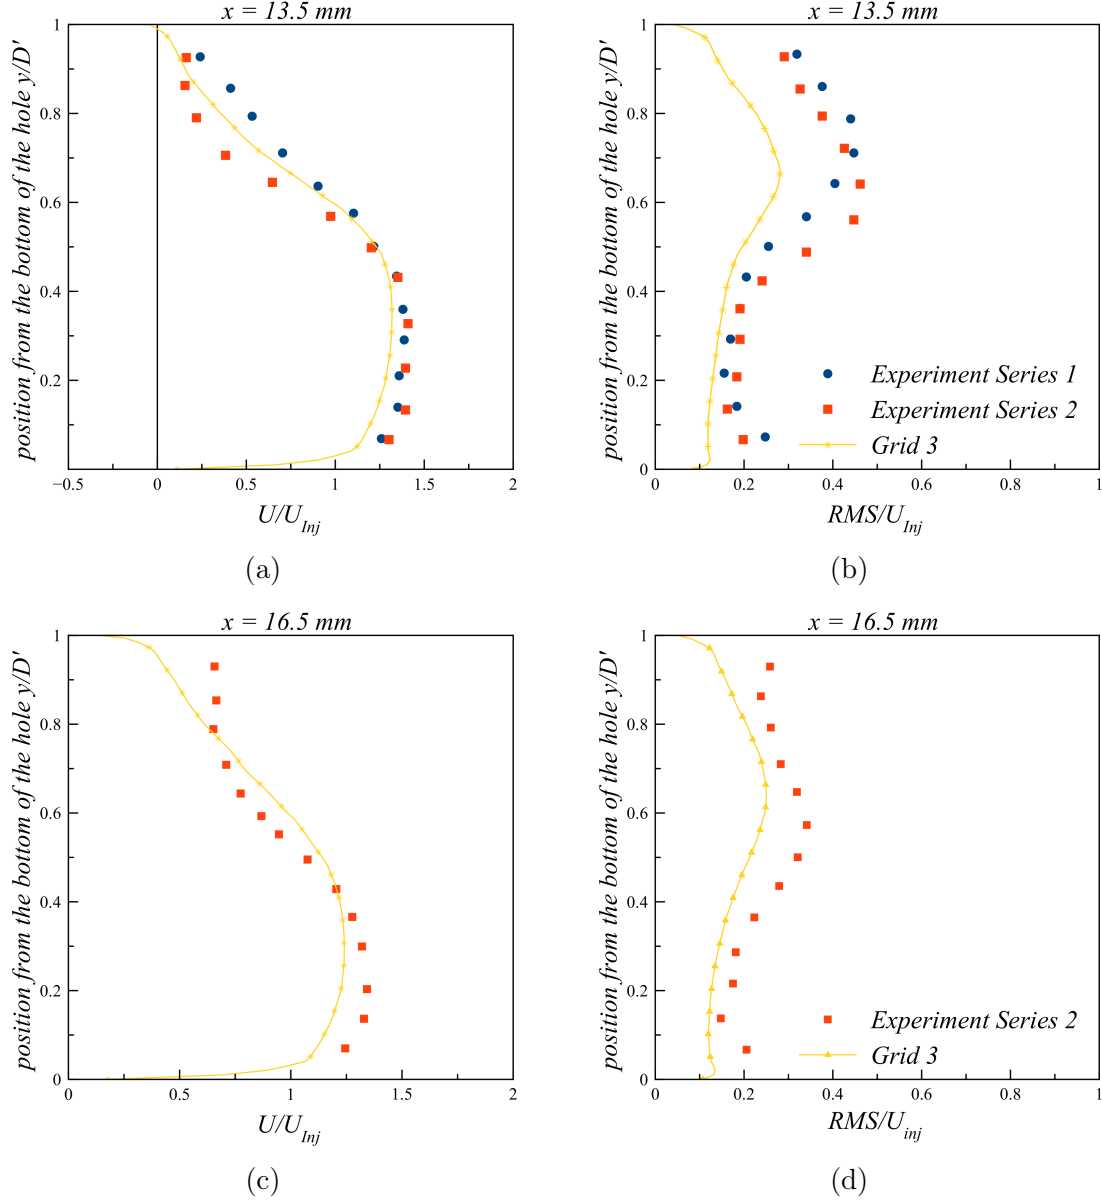 x = 13.5 mm
position from the bottom of the hole y/D'
1
0.8
0.6
0.4
0.2
0
−0.5
0
0.5
1
1.5
2
U/U_Inj
(a)
x = 13.5 mm
position from the bottom of the hole y/D'
1
0.8
0.6
0.4
0.2
0
Experiment Series 1
Experiment Series 2
Grid 3
0
0.2
0.4
0.6
0.8
1
RMS/U_Inj
(b)
x = 16.5 mm
position from the bottom of the hole y/D'
1
0.8
0.6
0.4
0.2
0
0
0.5
1
1.5
2
U/U_Inj
(c)
x = 16.5 mm
position from the bottom of the hole y/D'
1
0.8
0.6
0.4
0.2
0
Experiment Series 2
Grid 3
0
0.2
0.4
0.6
0.8
1
RMS/U_inj
(d)